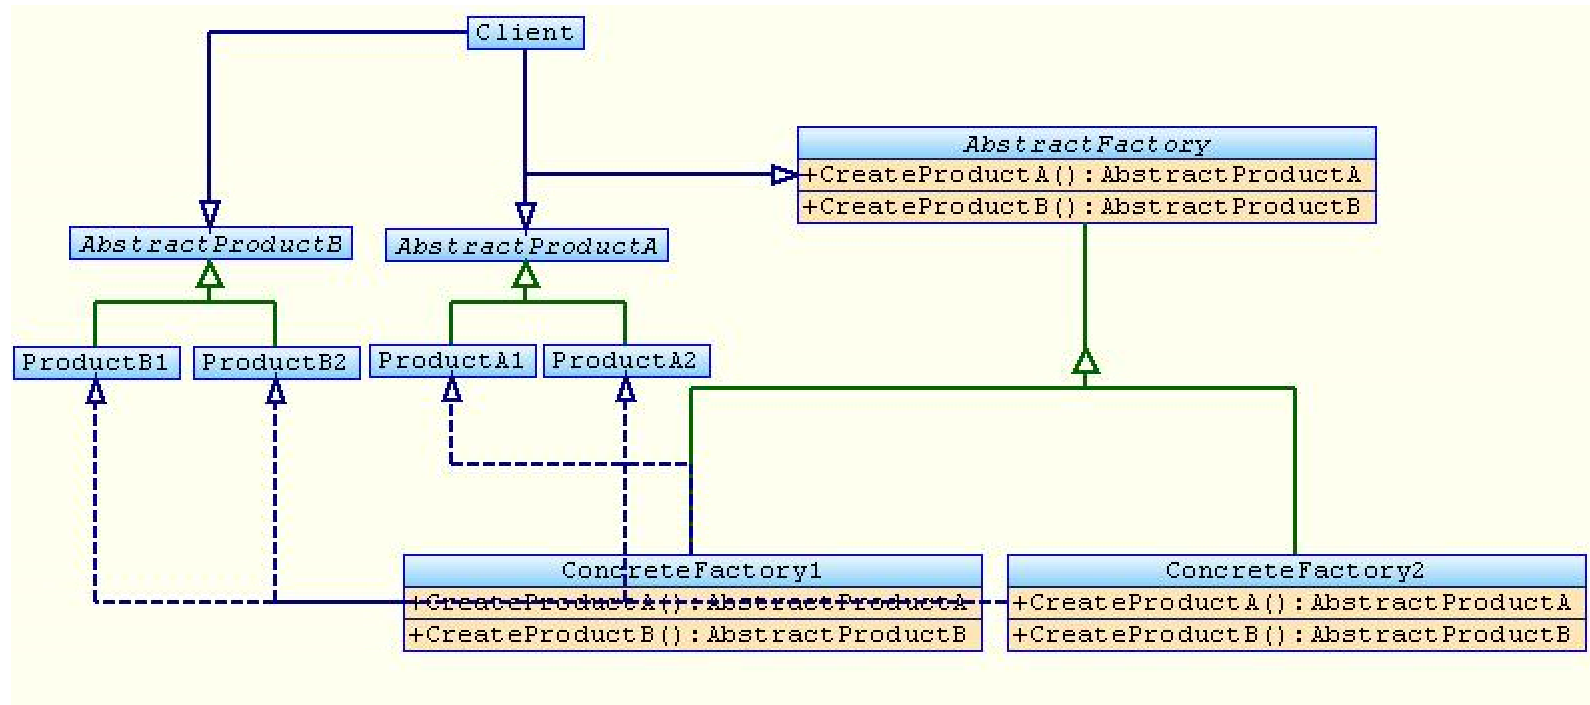 Client
AbstractFactory
+CreateProductA():AbstractProductA
+CreateProductB():AbstractProductB
AbstractProductB
AbstractProductA
ProductB1
ProductB2
ProductA1
ProductA2
ConcreteFactory1
+CreateProductA():AbstractProductA
+CreateProductB():AbstractProductB
ConcreteFactory2
+CreateProductA():AbstractProductA
+CreateProductB():AbstractProductB